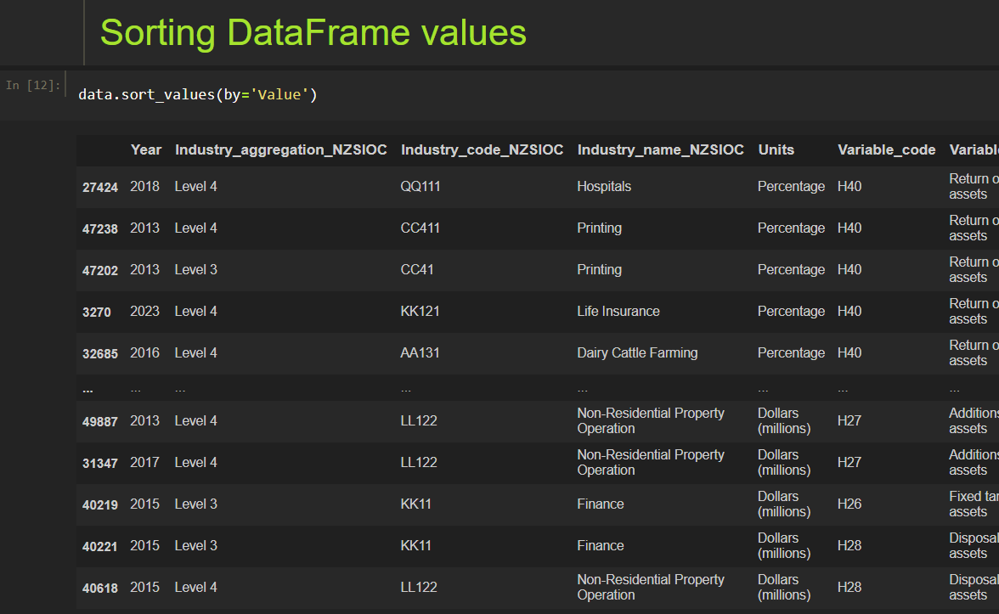 Sorting DataFrame values
In [12]:
data.sort_values(by='Value')
Year Industry_aggregation_NZSIOC Industry_code_NZSIOC Industry_name_NZSIOC Units Variable_code
27424 2018 Level 4 QQ111 Hospitals Percentage H40 Return
assets
47238 2013 Level 4 CC411 Printing Percentage H40 Return
assets
47202 2013 Level 3 CC41 Printing Percentage H40 Return
assets
3270 2023 Level 4 KK121 Life Insurance Percentage H40 Return
assets
32685 2016 Level 4 AA131 Dairy Cattle Farming Percentage H40 Return
assets
... ... ... ... ... ... ... ...
49887 2013 Level 4 LL122 Non-Residential Property Operation Dollars (millions) H27
assets
31347 2017 Level 4 LL122 Non-Residential Property Operation Dollars (millions) H27
assets
40219 2015 Level 3 KK11 Finance Dollars (millions) H26 Fixed
assets
40221 2015 Level 3 KK11 Finance Dollars (millions) H28
assets
40618 2015 Level 4 LL122 Non-Residential Property Operation Dollars (millions) H28
assets